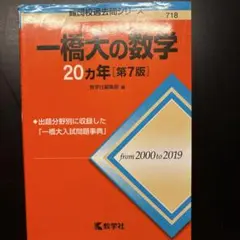 難関校過去問シリーズ
718
一橋大の数学
20カ年[第7版]
教学社編集部 編
●出題分野別に収録した
「一橋大入試問題事典」
from 2000 to 2019
教学社